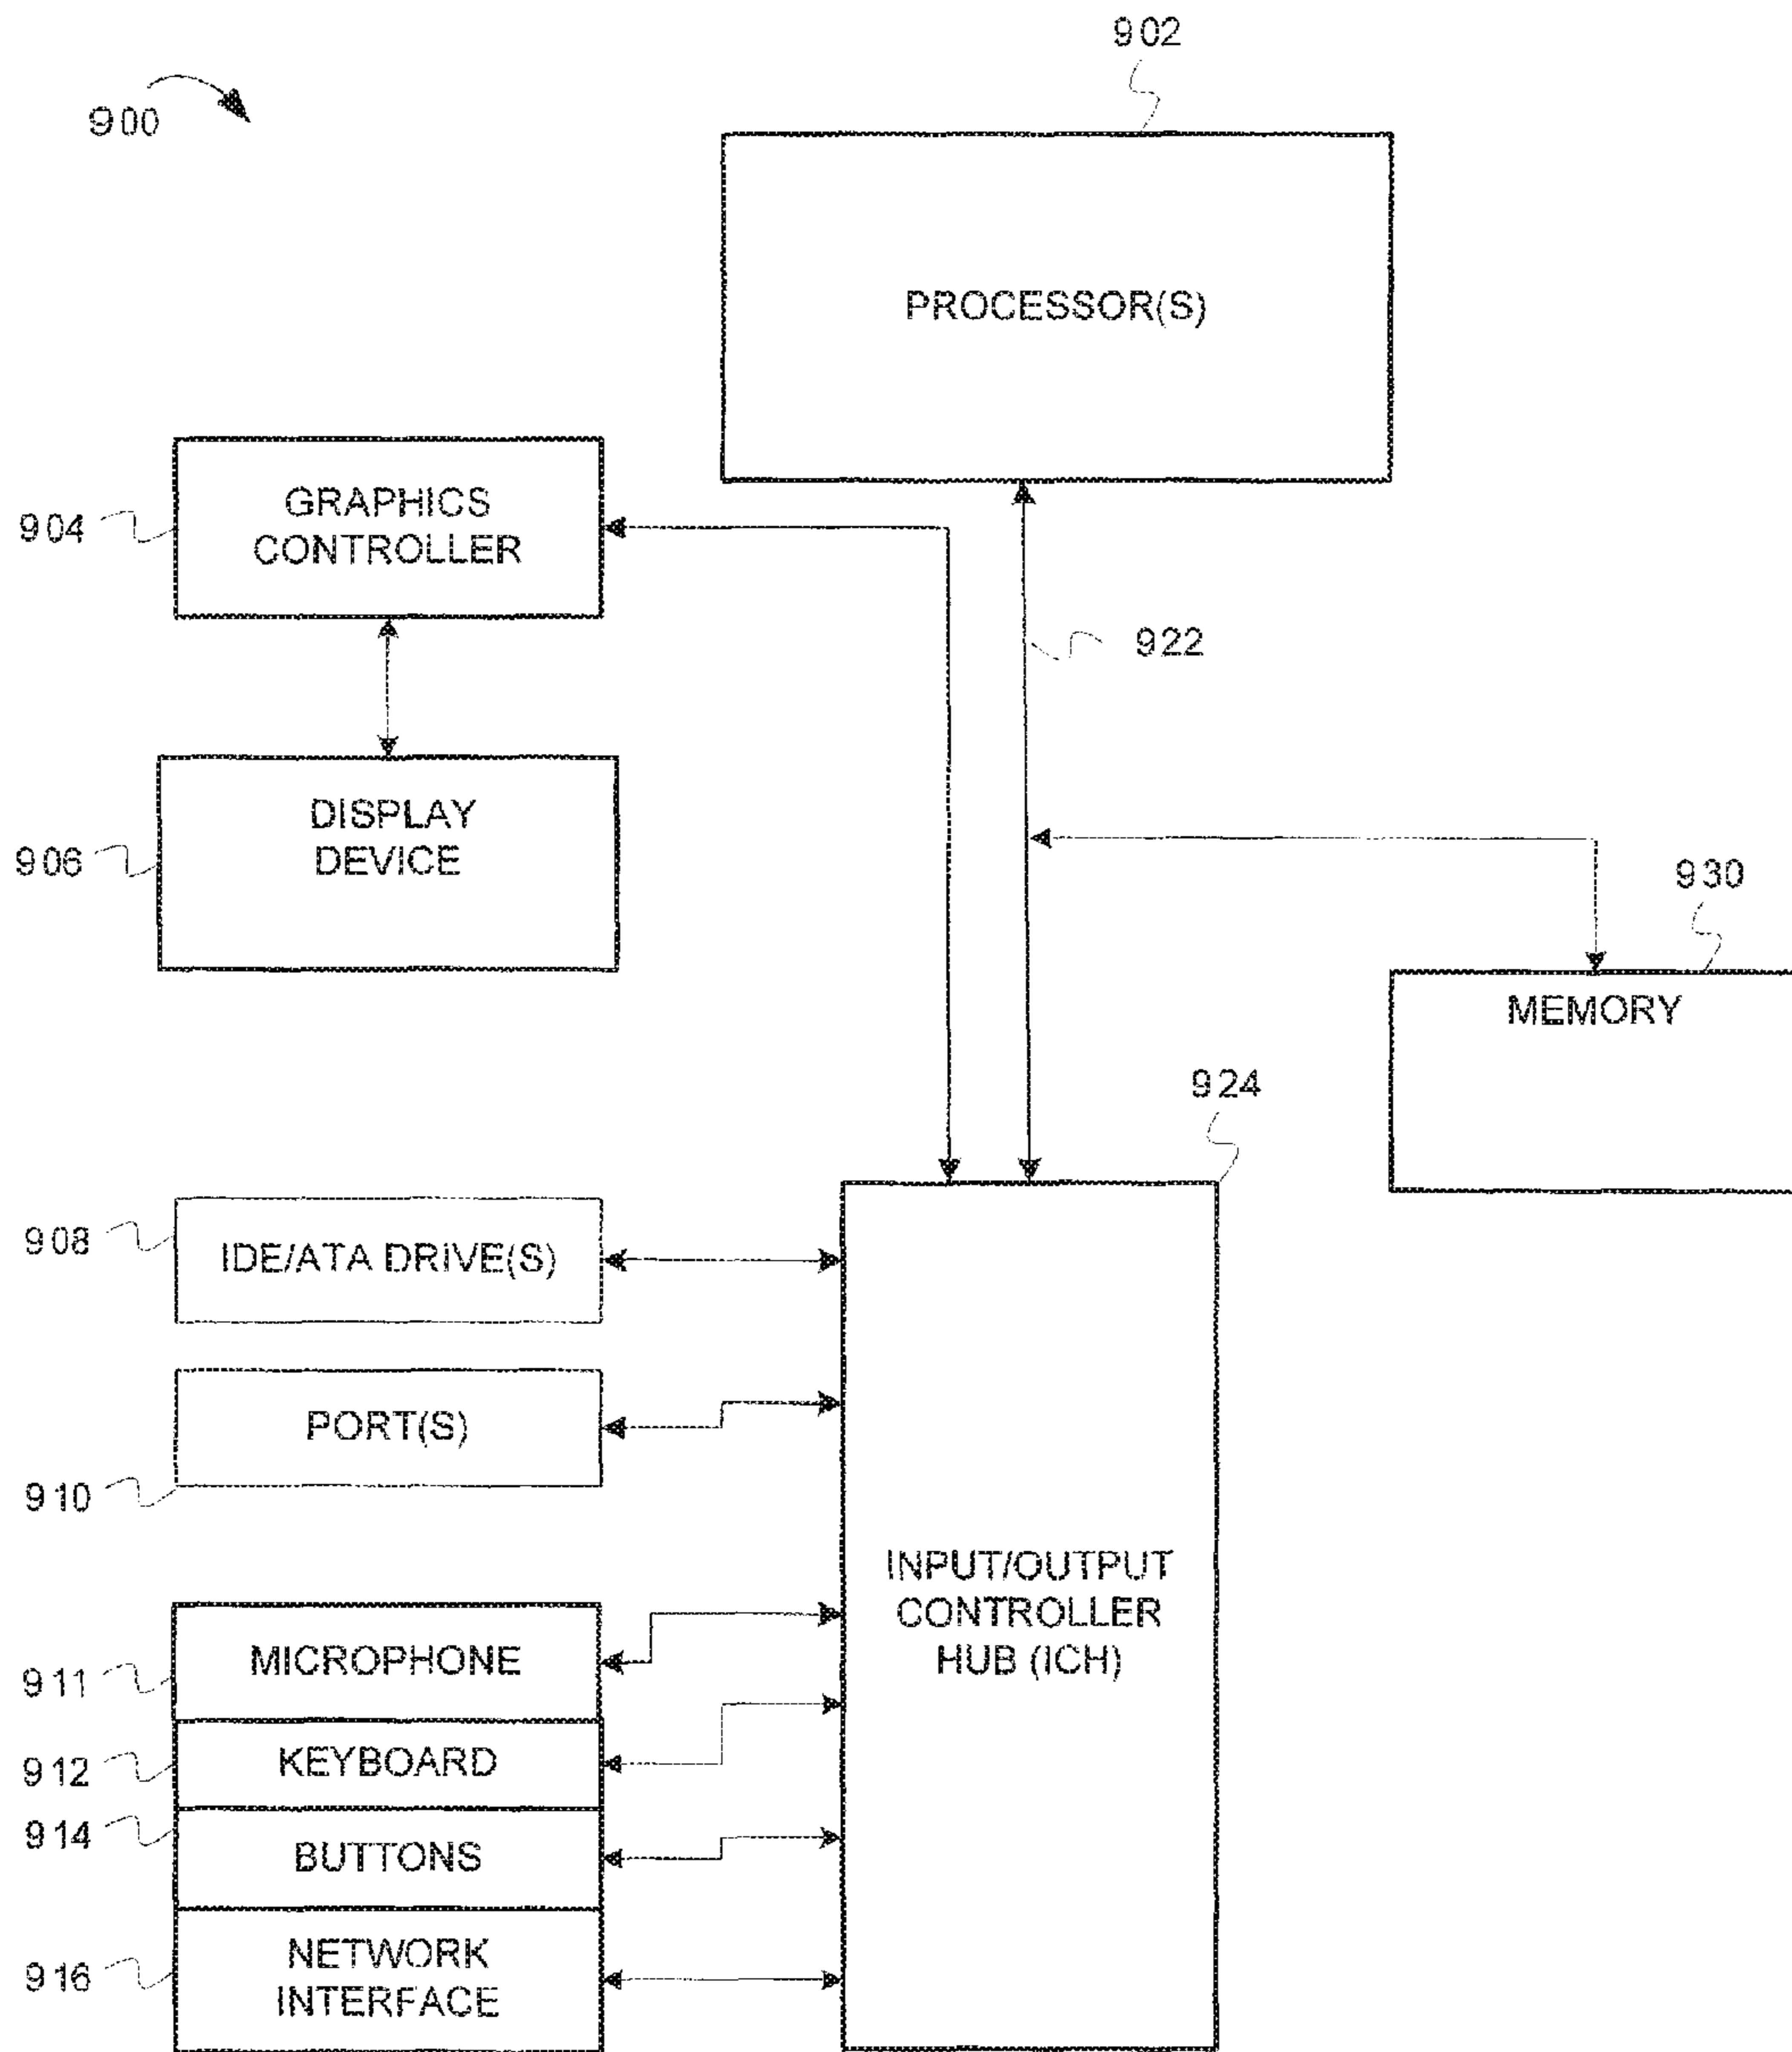 902
900
PROCESSOR(S)
904
GRAPHICS
CONTROLLER
922
906
DISPLAY
DEVICE
930
MEMORY
924
908
IDE/ATA DRIVE(S)
PORT(S)
910
INPUT/OUTPUT
CONTROLLER
HUB (ICH)
911
MICROPHONE
912
KEYBOARD
914
BUTTONS
916
NETWORK
INTERFACE